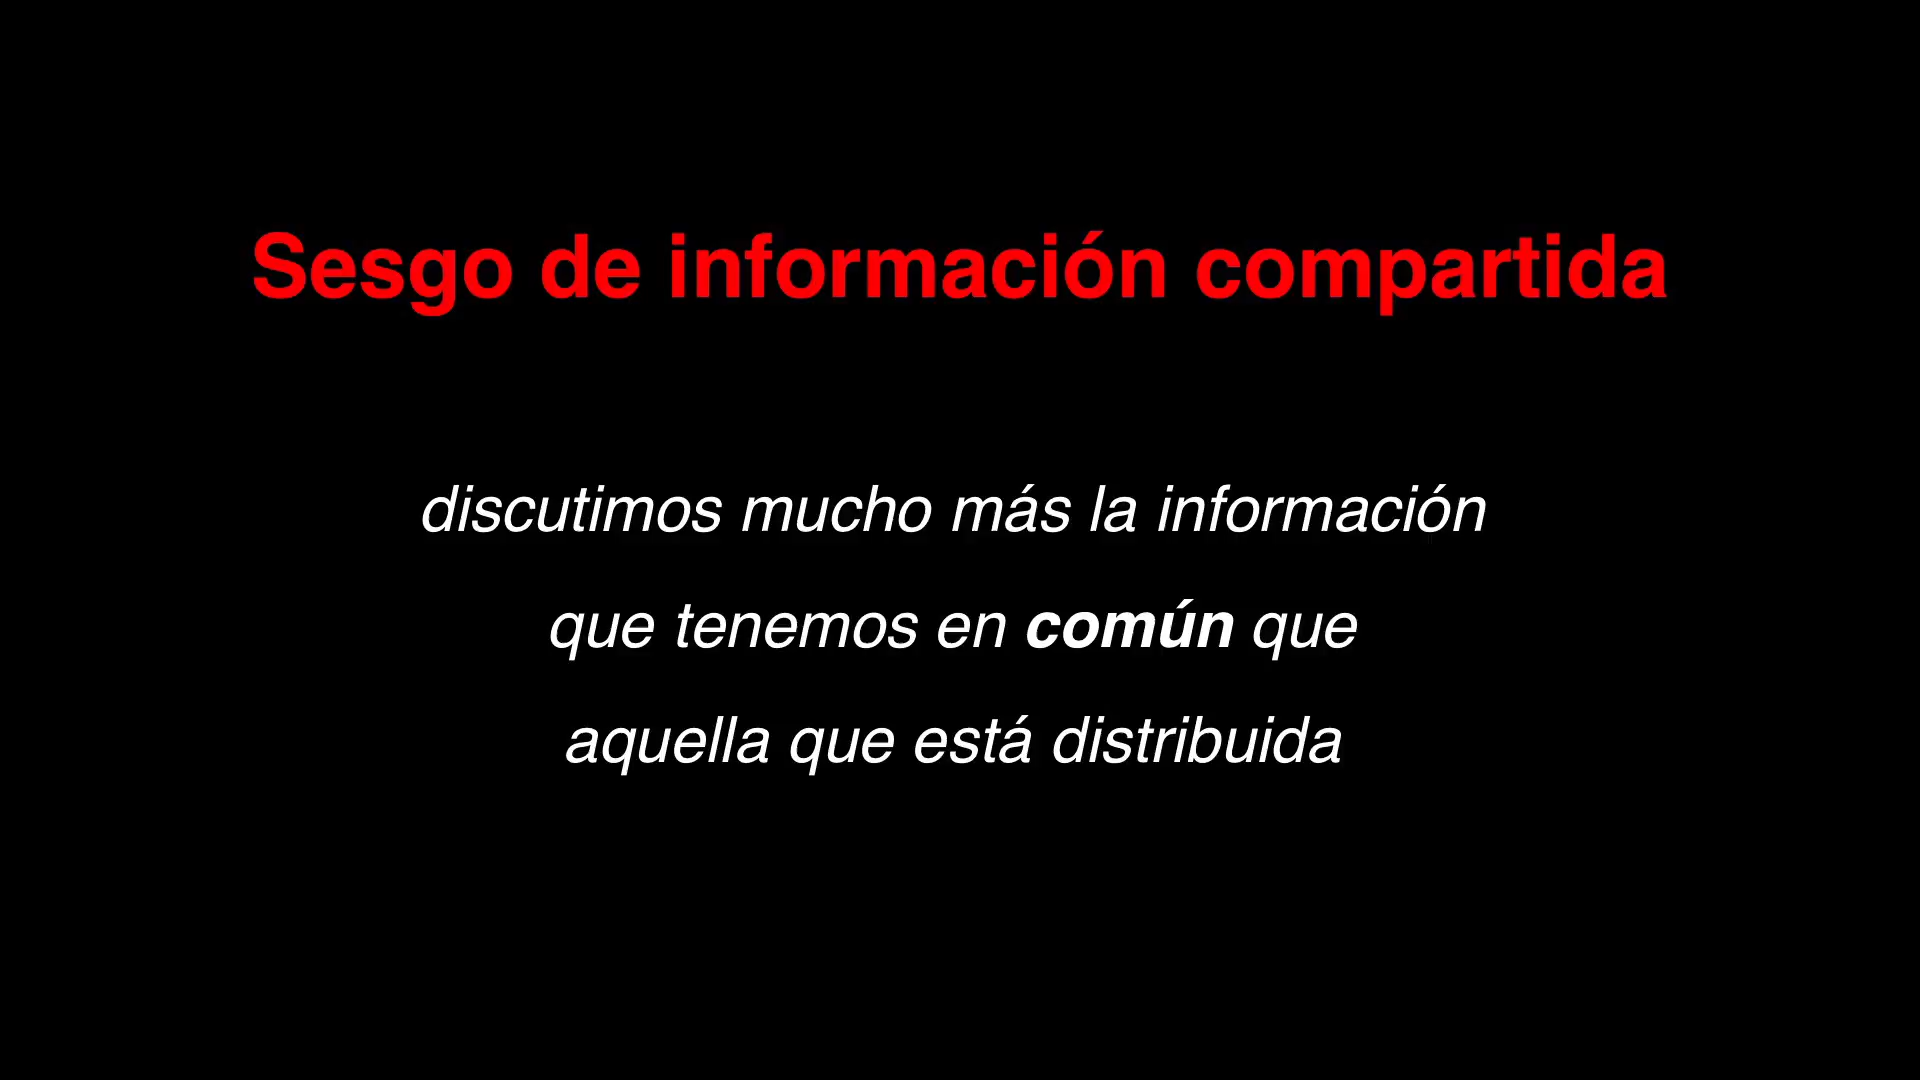 Sesgo de información compartida
discutimos mucho más la información
que tenemos en común que
aquella que está distribuida